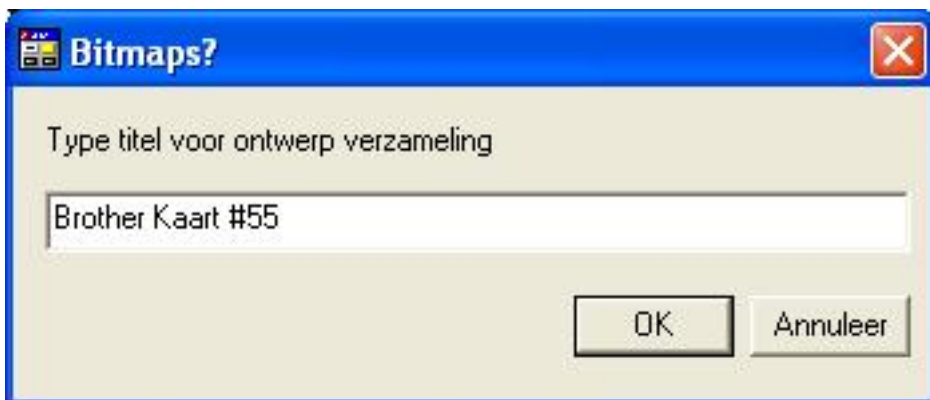 Bitmaps?
Type titel voor ontwerp verzameling
Brother Kaart #55
OK Annuleer